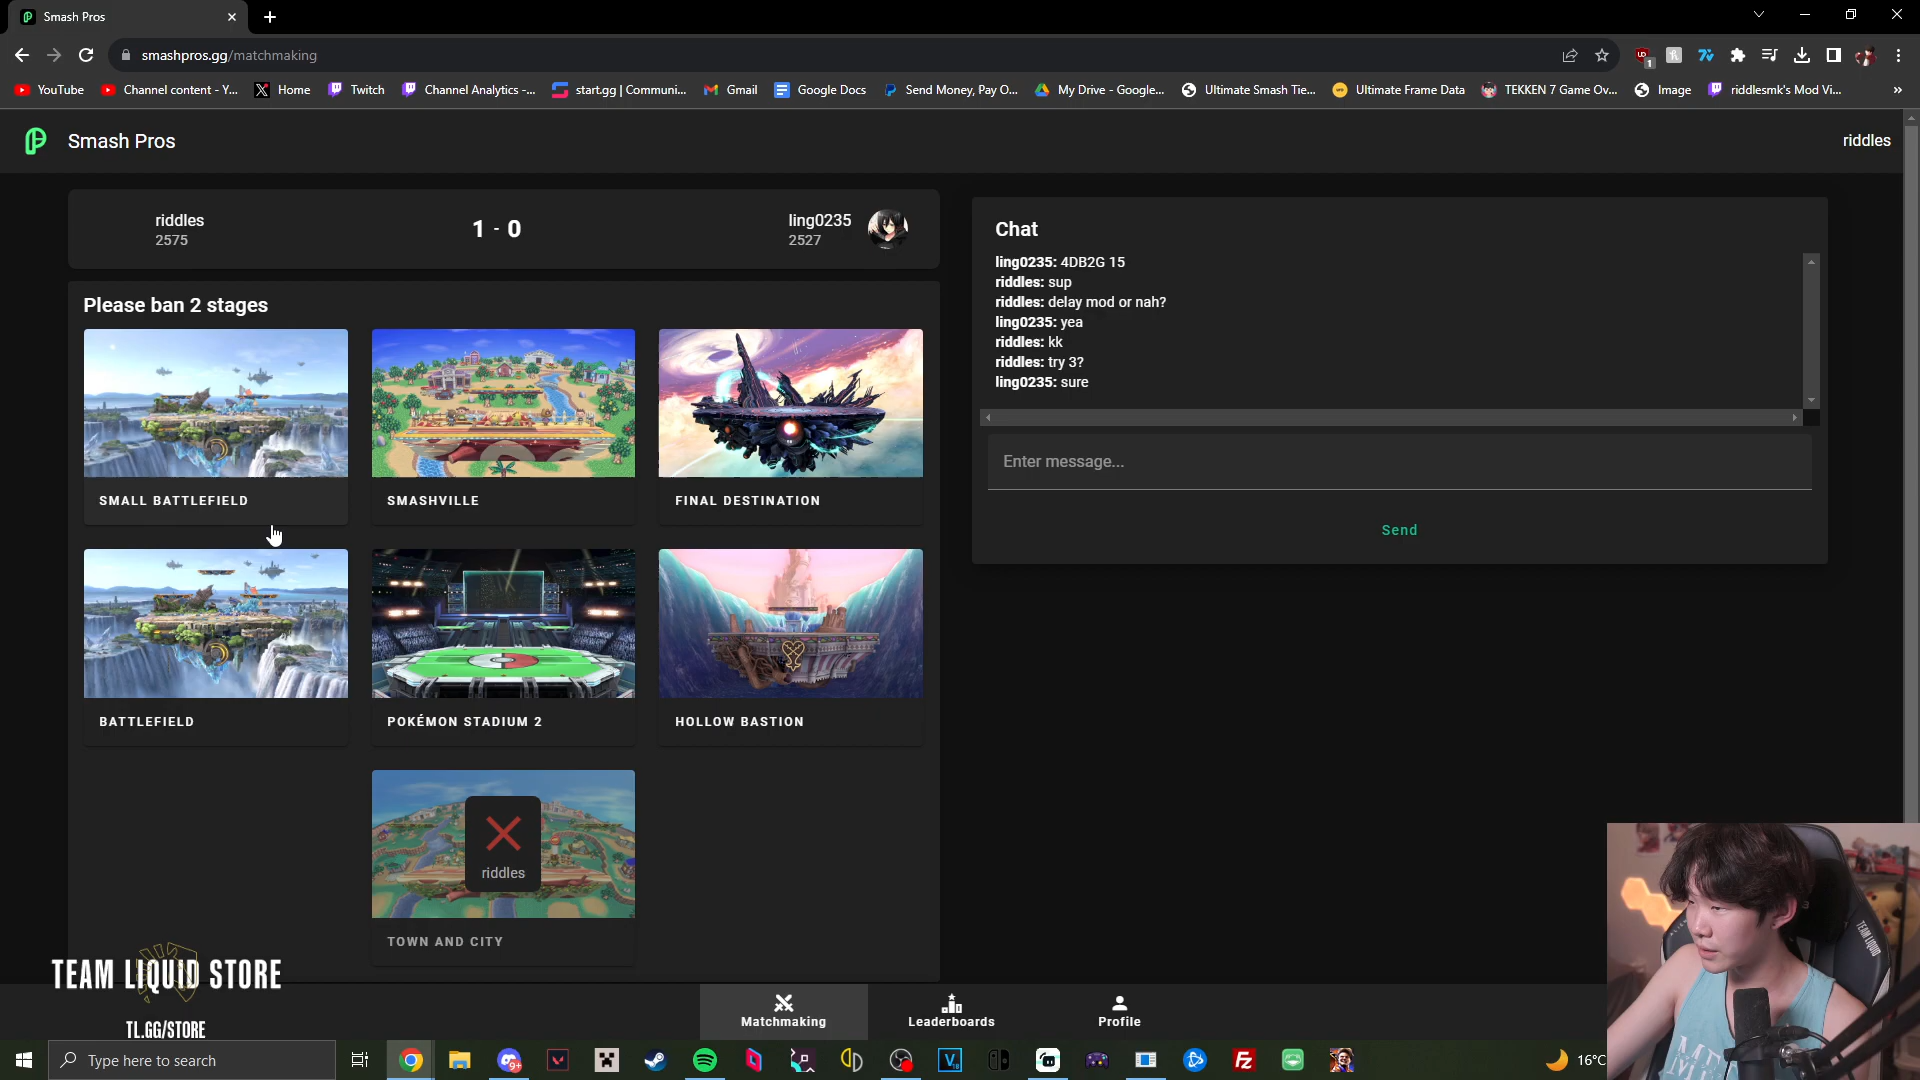 Smash Pros
smashpros.gg/matchmaking
YouTube
Channel content - Y...
Home
Twitch
Channel Analytics -...
start.gg | Communi...
Gmail
Google Docs
Send Money, Pay O...
My Drive - Google...
Ultimate Smash Tie...
Ultimate Frame Data
TEKKEN 7 Game Ov...
Image
riddlesmk's Mod Vi...
Smash Pros
riddles
riddles
2575
1 - 0
ling0235
2527
Please ban 2 stages
SMALL BATTLEFIELD
SMASHVILLE
FINAL DESTINATION
BATTLEFIELD
POKÉMON STADIUM 2
HOLLOW BASTION
riddles
TOWN AND CITY
Chat
ling0235: 4DB2G 15
riddles: sup
riddles: delay mod or nah?
ling0235: yea
riddles: kk
riddles: try 3?
ling0235: sure
Enter message...
Send
TEAM LIQUID STORE
TL.GG/STORE
Matchmaking
Leaderboards
Profile
Type here to search
16°C